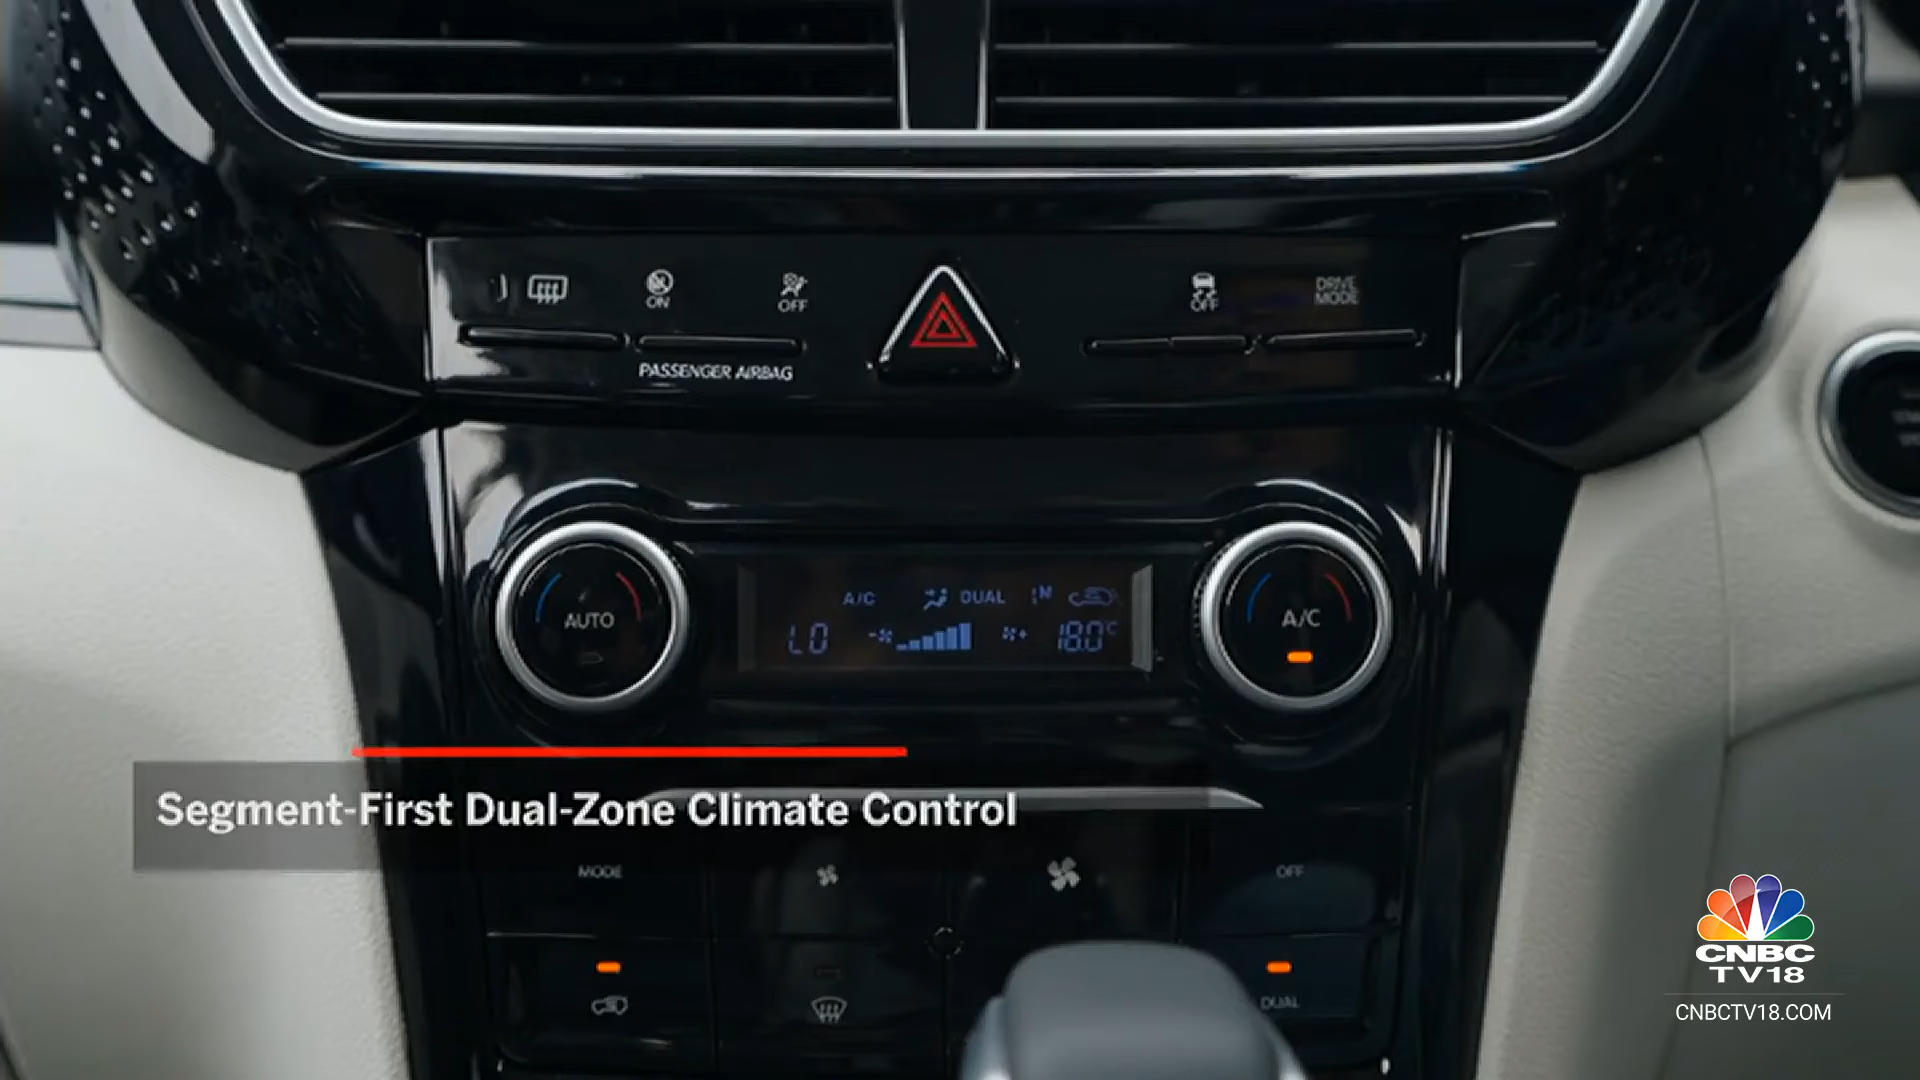 ON
OFF
OFF
DRIVE
MODE
PASSENGER AIRBAG
A/C DUAL M
LO 18.0°C
AUTO
A/C
Segment-First Dual-Zone Climate Control
MODE
OFF
DUAL
CNBC
TV18
CNBCTV18.COM